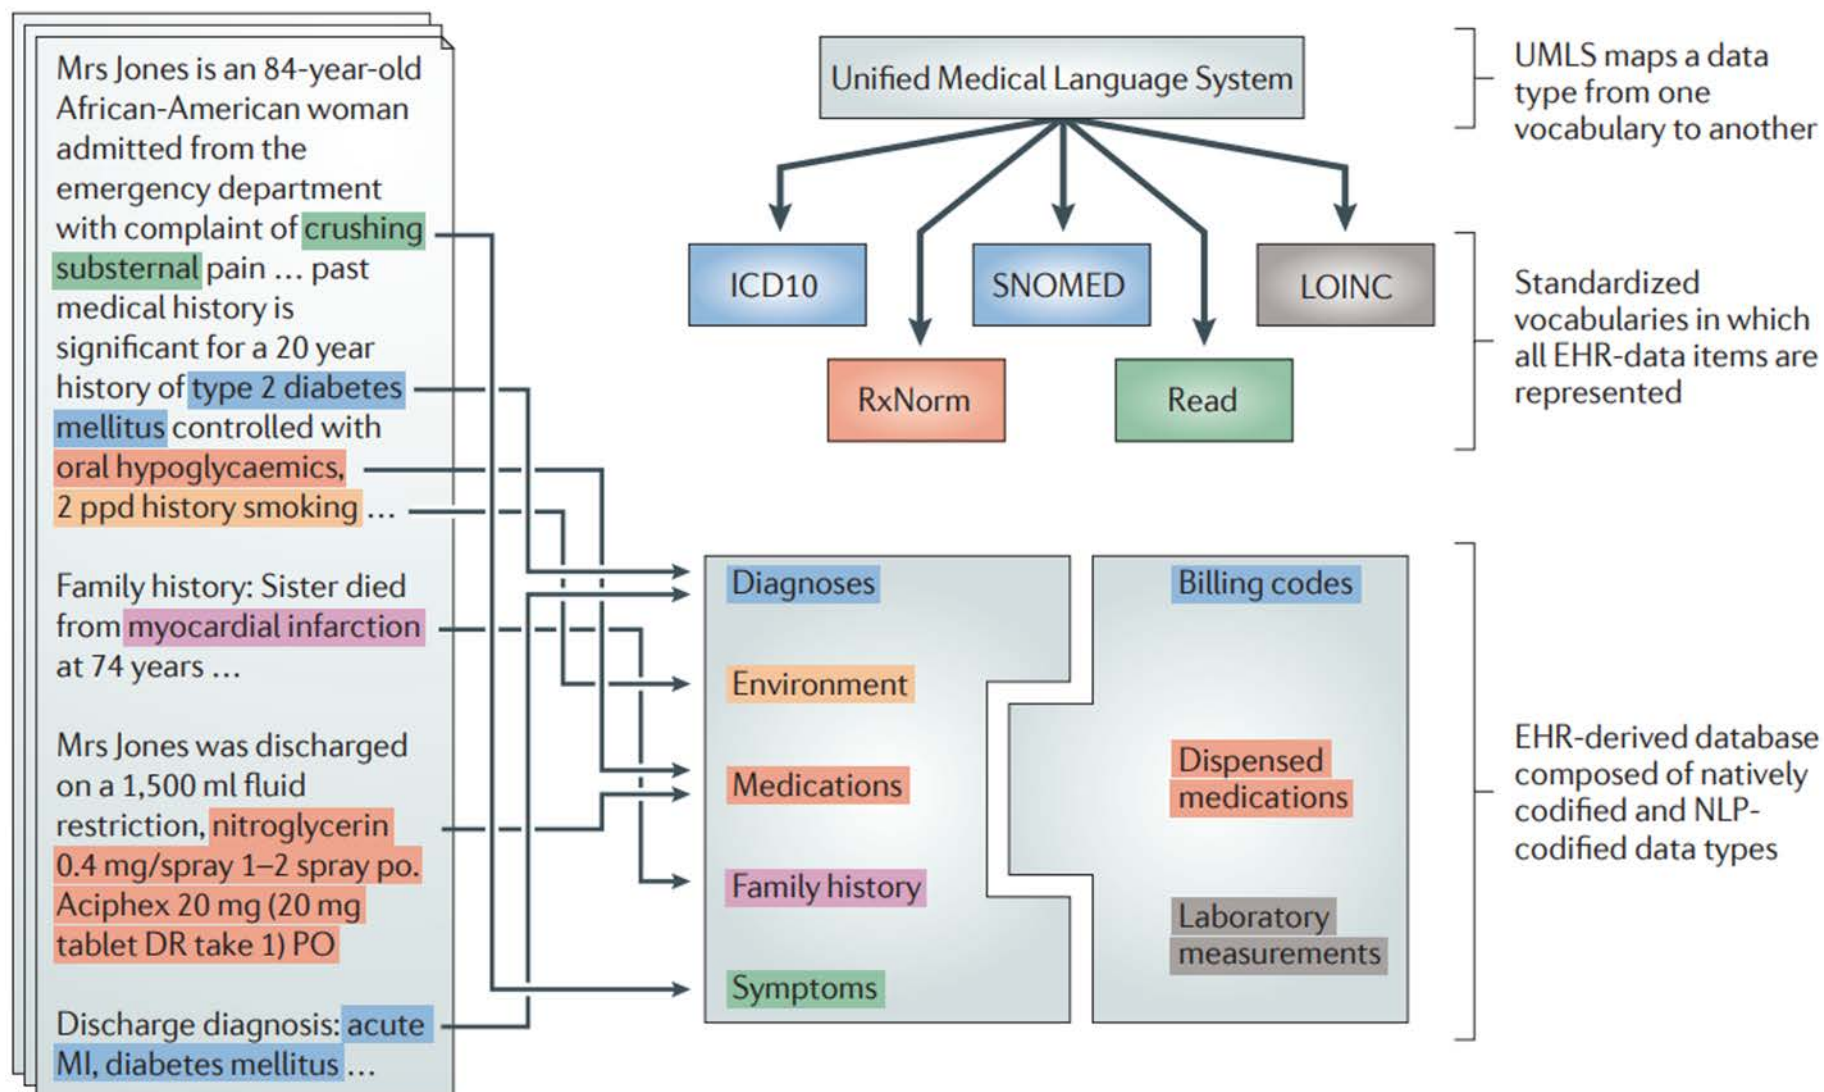 Mrs Jones is an 84-year-old
African-American woman
admitted from the
emergency department
with complaint of crushing
substernal pain … past
medical history is
significant for a 20 year
history of type 2 diabetes
mellitus controlled with
oral hypoglycaemics,
2 ppd history smoking …
Family history: Sister died
from myocardial infarction
at 74 years …
Mrs Jones was discharged
on a 1,500 ml fluid
restriction, nitroglycerin
0.4 mg/spray 1–2 spray po.
Aciphex 20 mg (20 mg
tablet DR take 1) PO
Discharge diagnosis: acute
MI, diabetes mellitus …
Unified Medical Language System
UMLS maps a data
type from one
vocabulary to another
ICD10
SNOMED
LOINC
RxNorm
Read
Standardized
vocabularies in which
all EHR-data items are
represented
Diagnoses
Environment
Medications
Family history
Symptoms
Billing codes
Dispensed
medications
Laboratory
measurements
EHR-derived database
composed of natively
codified and NLP-
codified data types